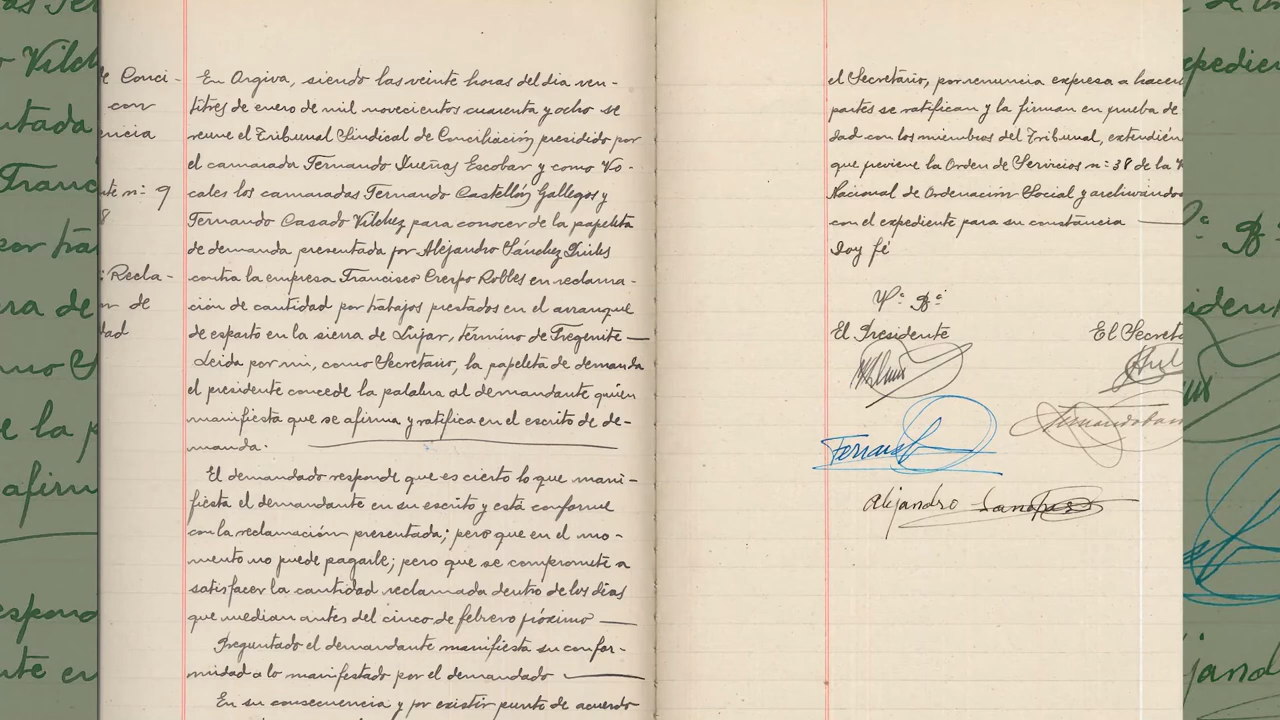 e Conci-
con
ncia
te nº 9
8
: Recla-
n de
dad
En Orgiva, siendo las veinte horas del dia ven-
titres de enero de mil novecientos cuarenta y ocho se
reune el Tribunal Sindical de Conciliación presidido por
el camarada Fernando Dueñas Escobar y como Vo-
cales los camaradas Fernando Castellón Gallegos y
Fernando Casado Vílchez para conocer de la papeleta
de demanda presentada por Alejandro Sánchez
contra la empresa Francisco Crespo Robles en reclama-
ción de cantidad por trabajos prestados en el arranque
de esparto en la sierra de Lujar, término de Fregenite
Leida por mi, como Secretario, la papeleta de demanda
el presidente concede la palabra al demandante quien
manifiesta que se afirma y ratifica en el escrito de de-
manda.
El demandado responde que es cierto lo que mani-
fiesta el demandante en su escrito y está conforme
con la reclamación presentada; pero que en el mo-
mento no puede pagarle; pero que se compromete a
satisfacer la cantidad reclamada dentro de los dias
que median antes del cinco de febrero próximo
Preguntado el demandante manifiesta su confor-
midad a lo manifestado por el demandado
En su consecuencia y por existir punto de acuerdo
el Secretario, por renuncia expresa a hacerl
partes se ratifican y la firman en prueba de
dad con los miembros del Tribunal, extendién
que previene la Orden de Servicios nº 38 de la V
Nacional de Ordenación Social y archivandos
con el expediente para su constancia
Doy fé
Vº Bº
El Presidente
El Secreta
Alejandro Sanchez